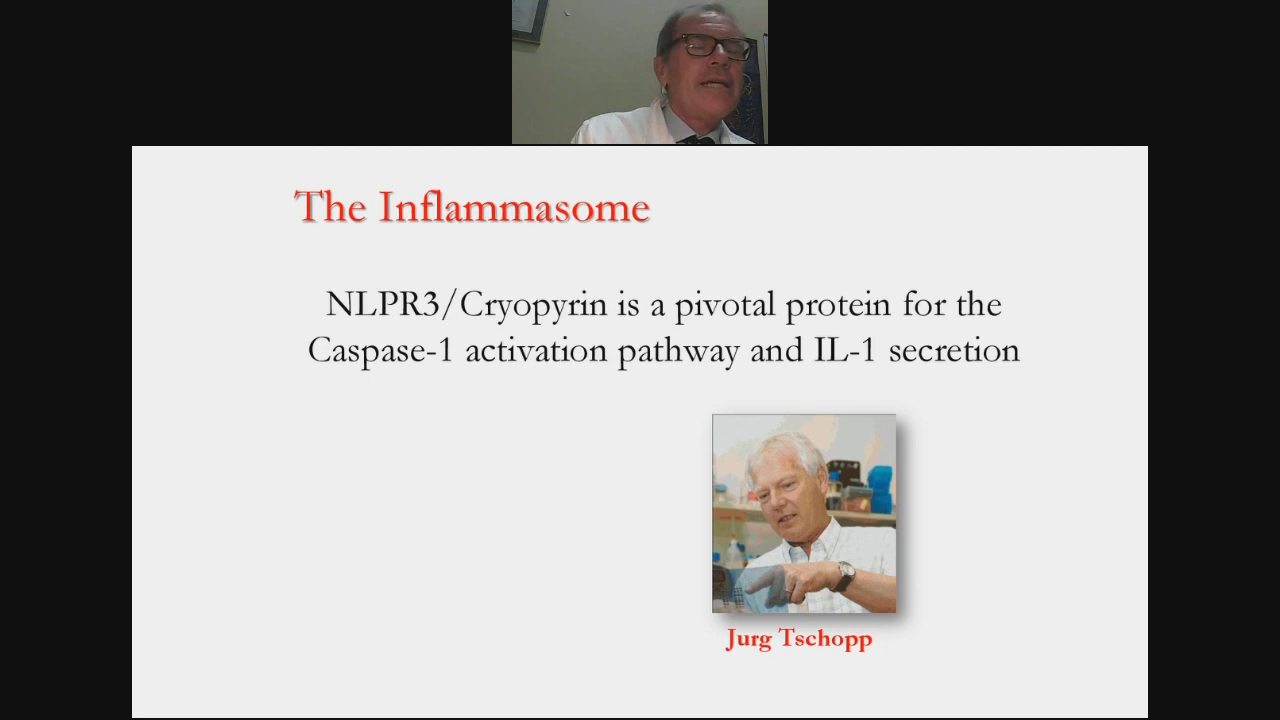 The Inflammasome
NLPR3/Cryopyrin is a pivotal protein for the
Caspase-1 activation pathway and IL-1 secretion
Jurg Tschopp